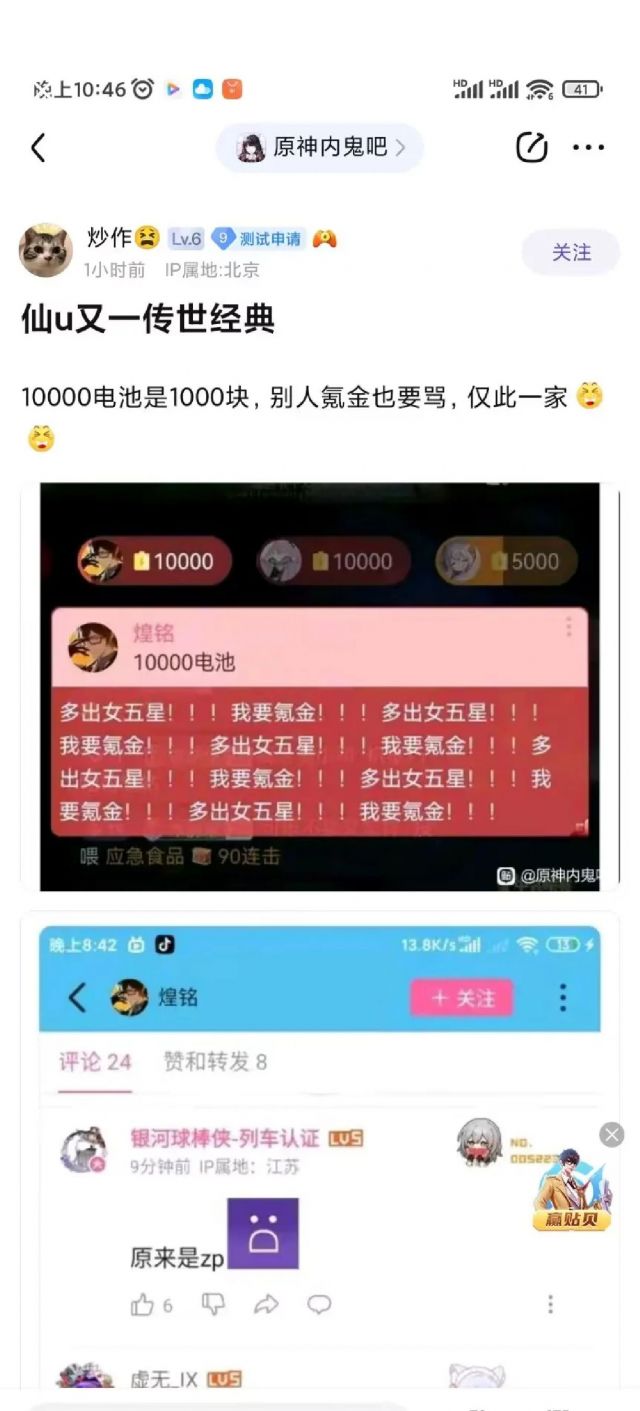 晚上10:46
41
原神内鬼吧
炒作 Lv.6 9 测试申请
关注
1小时前 IP属地:北京
仙u又一传世经典
10000电池是1000块，别人氪金也要骂，仅此一家
10000 10000 5000
煌铭
10000电池
多出女五星！！！我要氪金！！！多出女五星！！！
我要氪金！！！多出女五星！！！我要氪金！！！多
出女五星！！！我要氪金！！！多出女五星！！！我
要氪金！！！多出女五星！！！我要氪金！！！
喂 应急食品 90连击
@原神内鬼
晚上8:42 13.8K/s 13
煌铭 + 关注
评论 24 赞和转发 8
银河球棒侠-列车认证 LV5
NO.
9分钟前 IP属地：江苏
赢贴贝
原来是zp
6
虚无_IX LV5